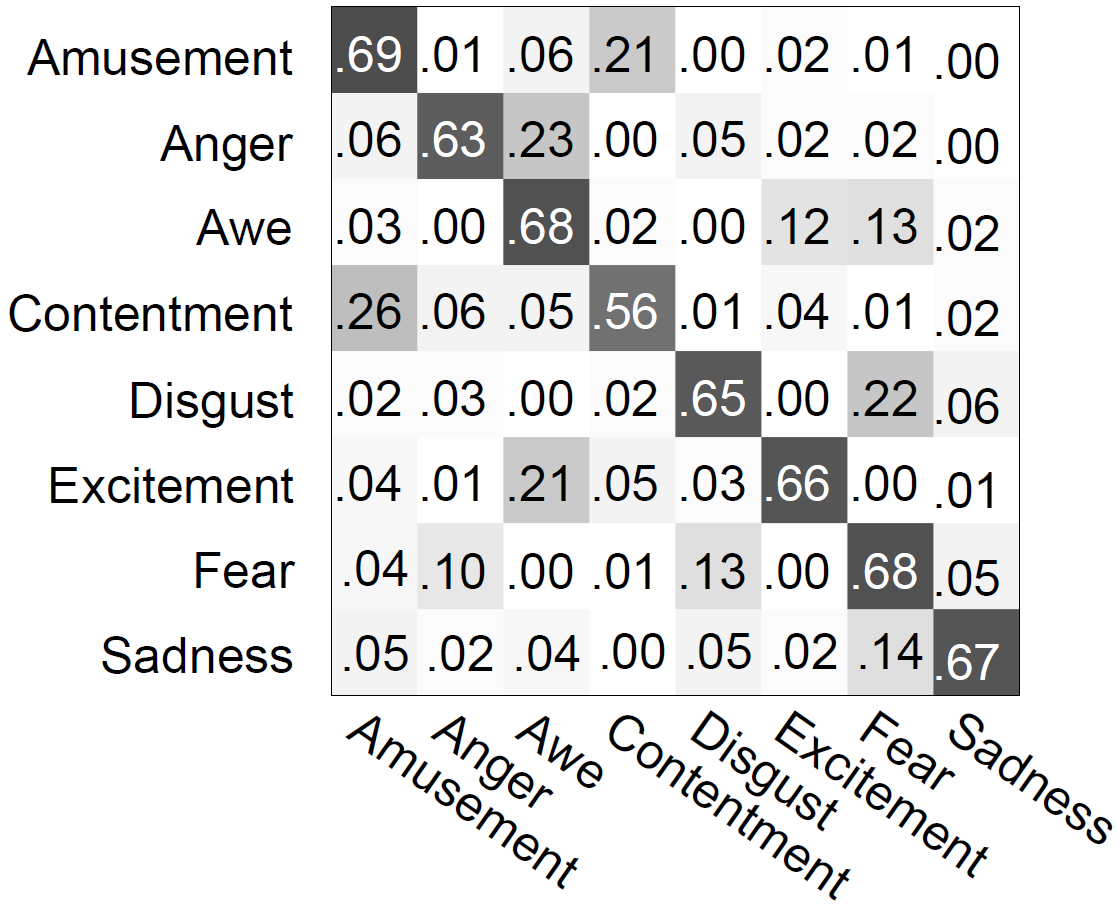 Amusement .69 .01 .06 .21 .00 .02 .01 .00
Anger .06 .63 .23 .00 .05 .02 .02 .00
Awe .03 .00 .68 .02 .00 .12 .13 .02
Contentment .26 .06 .05 .56 .01 .04 .01 .02
Disgust .02 .03 .00 .02 .65 .00 .22 .06
Excitement .04 .01 .21 .05 .03 .66 .00 .01
Fear .04 .10 .00 .01 .13 .00 .68 .05
Sadness .05 .02 .04 .00 .05 .02 .14 .67
Amusement
Anger
Awe
Contentment
Disgust
Excitement
Fear
Sadness